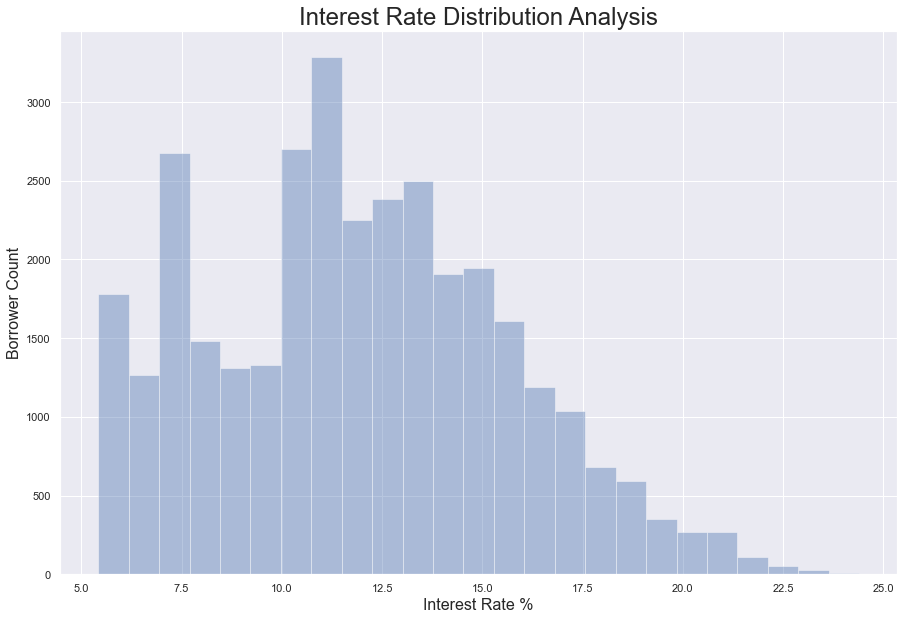 Interest Rate Distribution Analysis
3000
2500
2000
1500
1000
500
0
Borrower Count
5.0 7.5 10.0 12.5 15.0 17.5 20.0 22.5 25.0
Interest Rate %